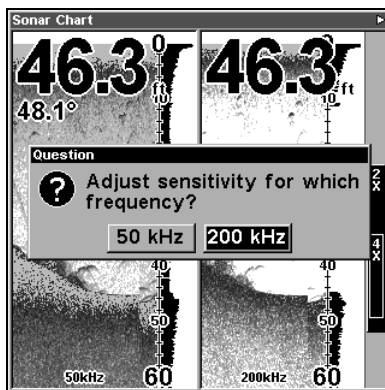 Sonar Chart
46.3 ft 0
46.3 ft 0
48.1°
10
10
Question
? Adjust sensitivity for which
frequency?
50 kHz 200 kHz
2X
4X
40 40
50 50
50kHz 60 200kHz 60